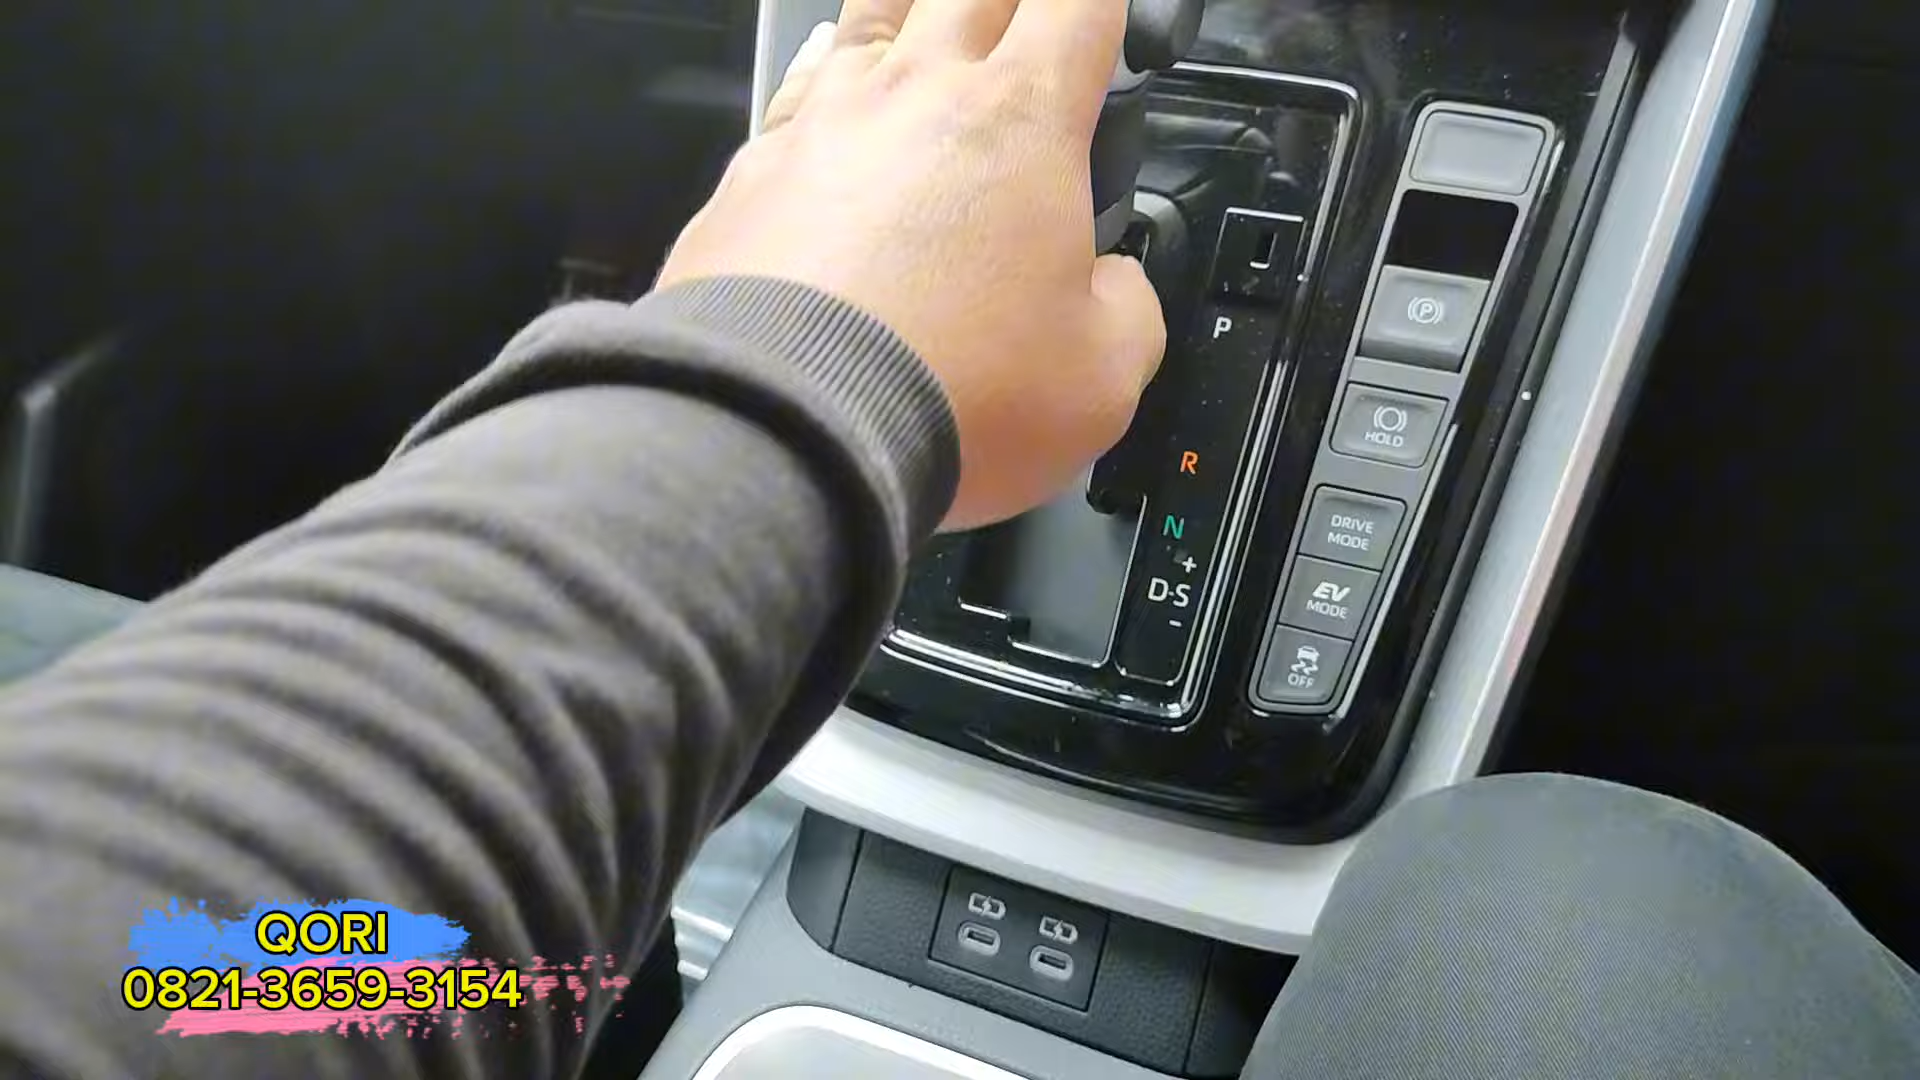 P
R
N
+
D-S
-
P
HOLD
DRIVE
MODE
EV
MODE
OFF
QORI
0821-3659-3154